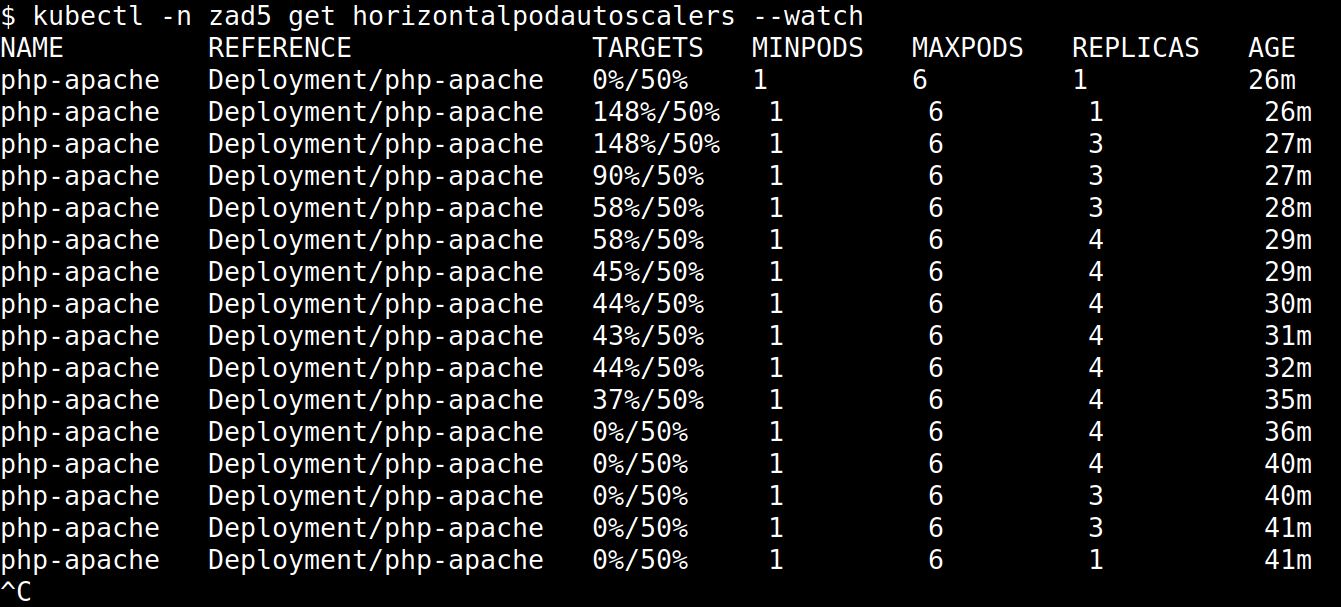 $ kubectl -n zad5 get horizontalpodautoscalers --watch
NAME         REFERENCE               TARGETS   MINPODS   MAXPODS   REPLICAS   AGE
php-apache   Deployment/php-apache   0%/50%    1         6         1          26m
php-apache   Deployment/php-apache   148%/50%   1         6         1          26m
php-apache   Deployment/php-apache   148%/50%   1         6         3          27m
php-apache   Deployment/php-apache   90%/50%    1         6         3          27m
php-apache   Deployment/php-apache   58%/50%    1         6         3          28m
php-apache   Deployment/php-apache   58%/50%    1         6         4          29m
php-apache   Deployment/php-apache   45%/50%    1         6         4          29m
php-apache   Deployment/php-apache   44%/50%    1         6         4          30m
php-apache   Deployment/php-apache   43%/50%    1         6         4          31m
php-apache   Deployment/php-apache   44%/50%    1         6         4          32m
php-apache   Deployment/php-apache   37%/50%    1         6         4          35m
php-apache   Deployment/php-apache   0%/50%     1         6         4          36m
php-apache   Deployment/php-apache   0%/50%     1         6         4          40m
php-apache   Deployment/php-apache   0%/50%     1         6         3          40m
php-apache   Deployment/php-apache   0%/50%     1         6         3          41m
php-apache   Deployment/php-apache   0%/50%     1         6         1          41m
^C